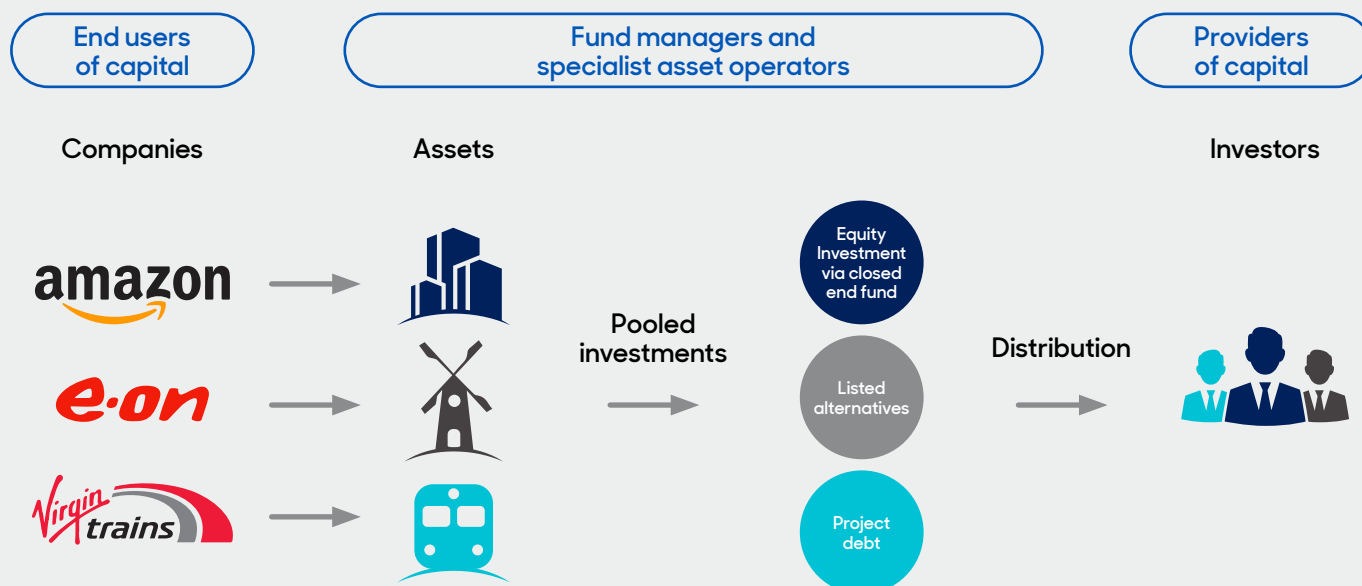 End users
of capital
Fund managers and
specialist asset operators
Providers
of capital
Companies
Assets
Investors
amazon
e·on
Virgin
trains
Pooled
investments
Equity
Investment
via closed
end fund
Listed
alternatives
Project
debt
Distribution